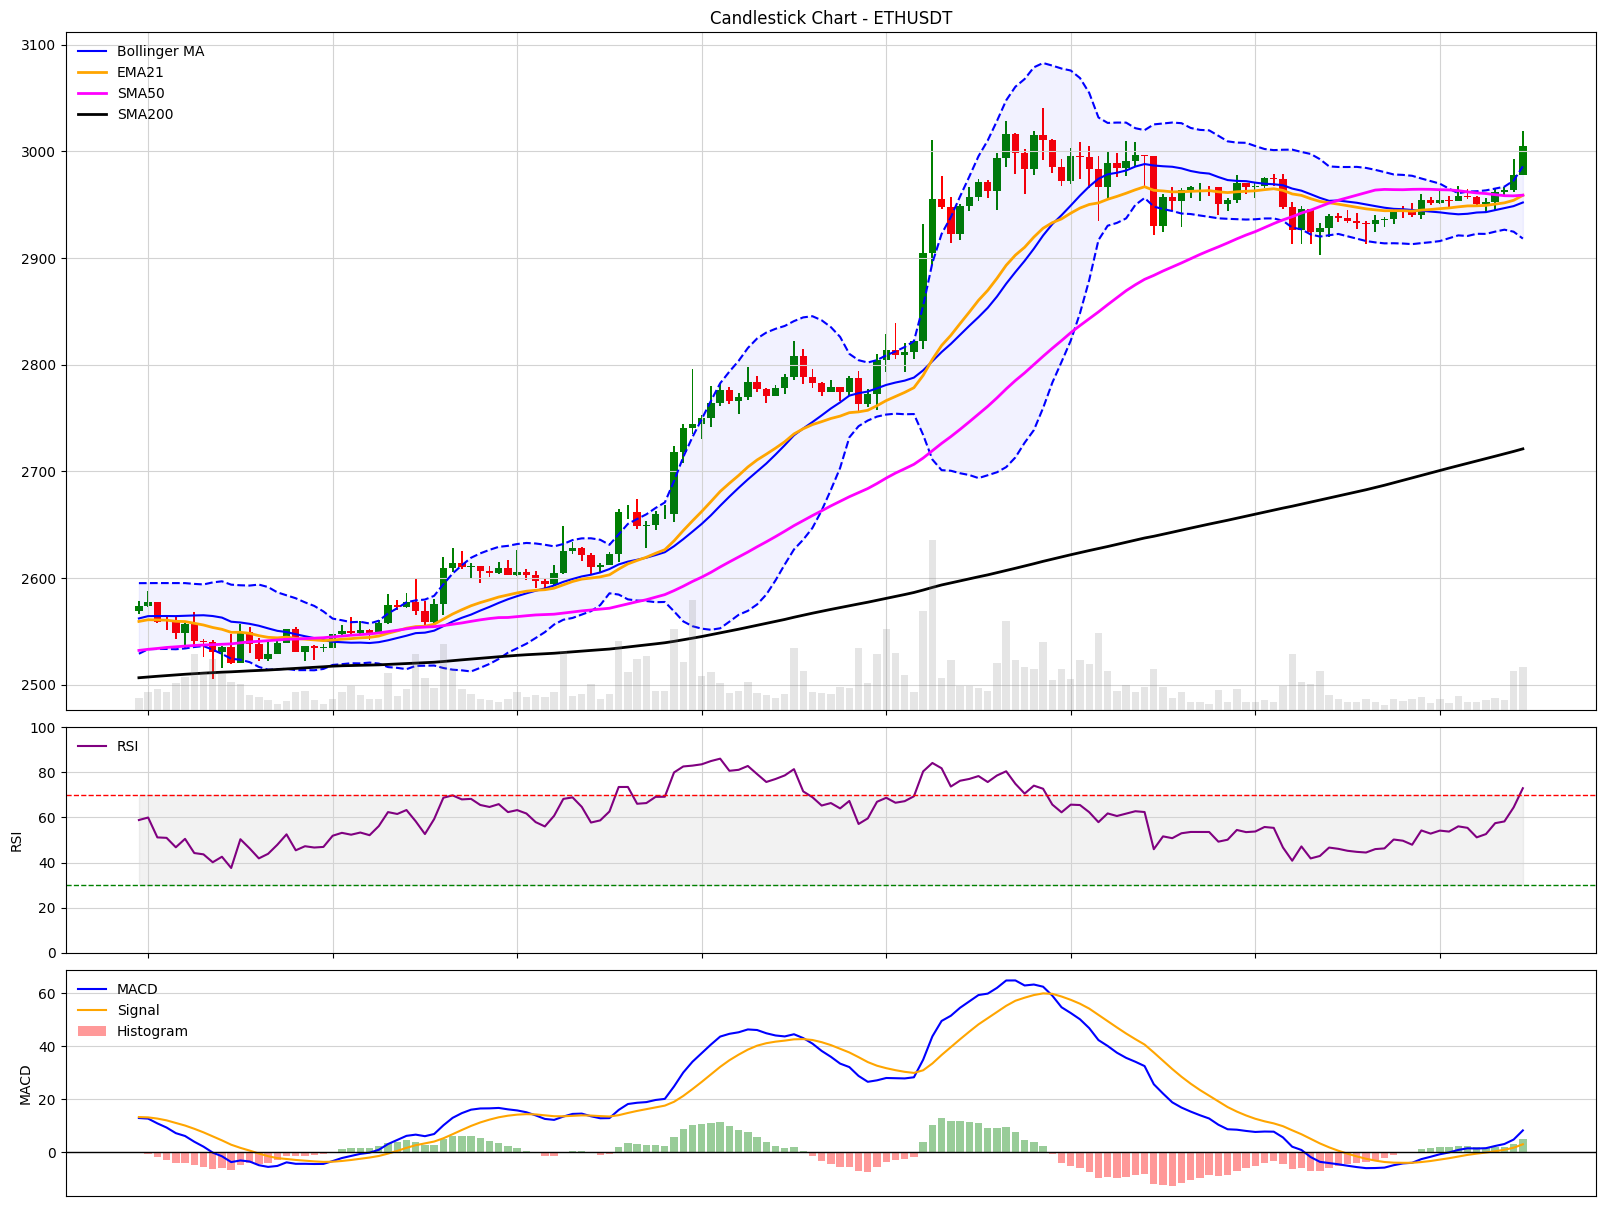 Candlestick Chart - ETHUSDT
Bollinger MA
EMA21
SMA50
SMA200
3100
3000
2900
2800
2700
2600
2500
RSI
RSI
100
80
60
40
20
0
MACD
Signal
Histogram
MACD
60
40
20
0